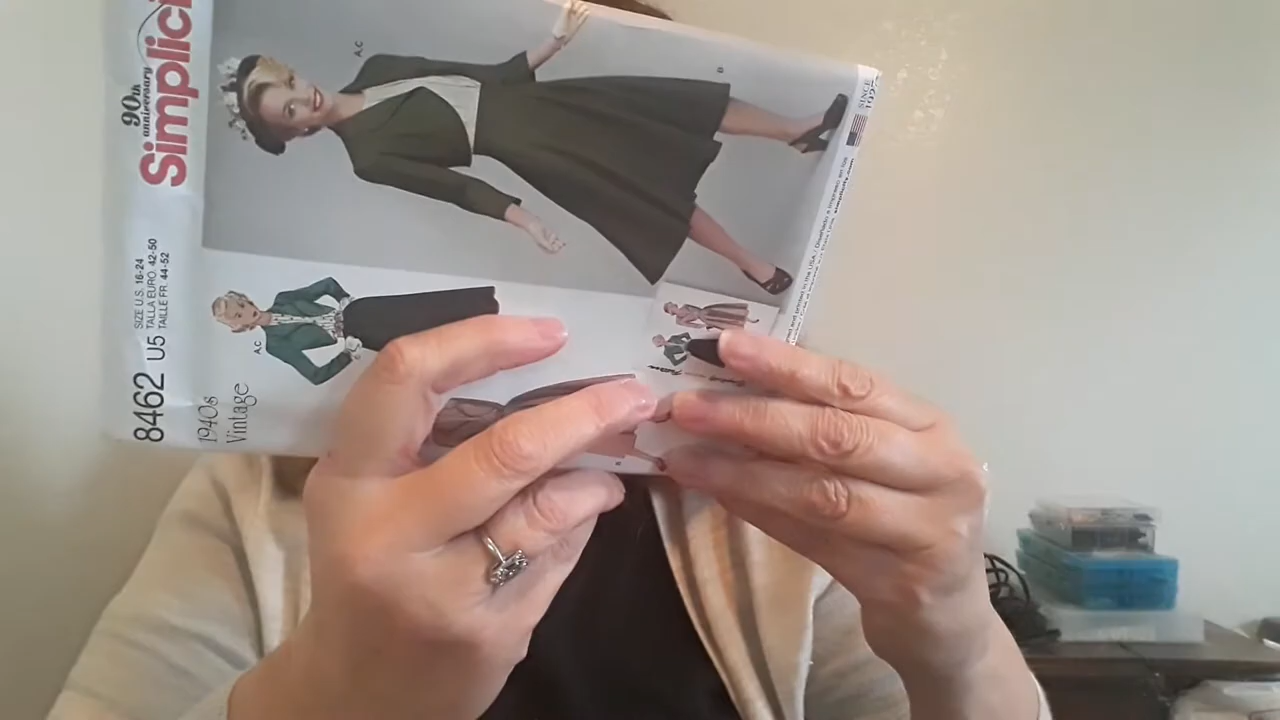 90th
anniversary
Simplici
SIZE U.S. 16-24
TALLA EURO. 42-50
TAILLE FR. 44-52
8462 U5
1940s
Vintage
A,C
B
A,C
B
SINCE